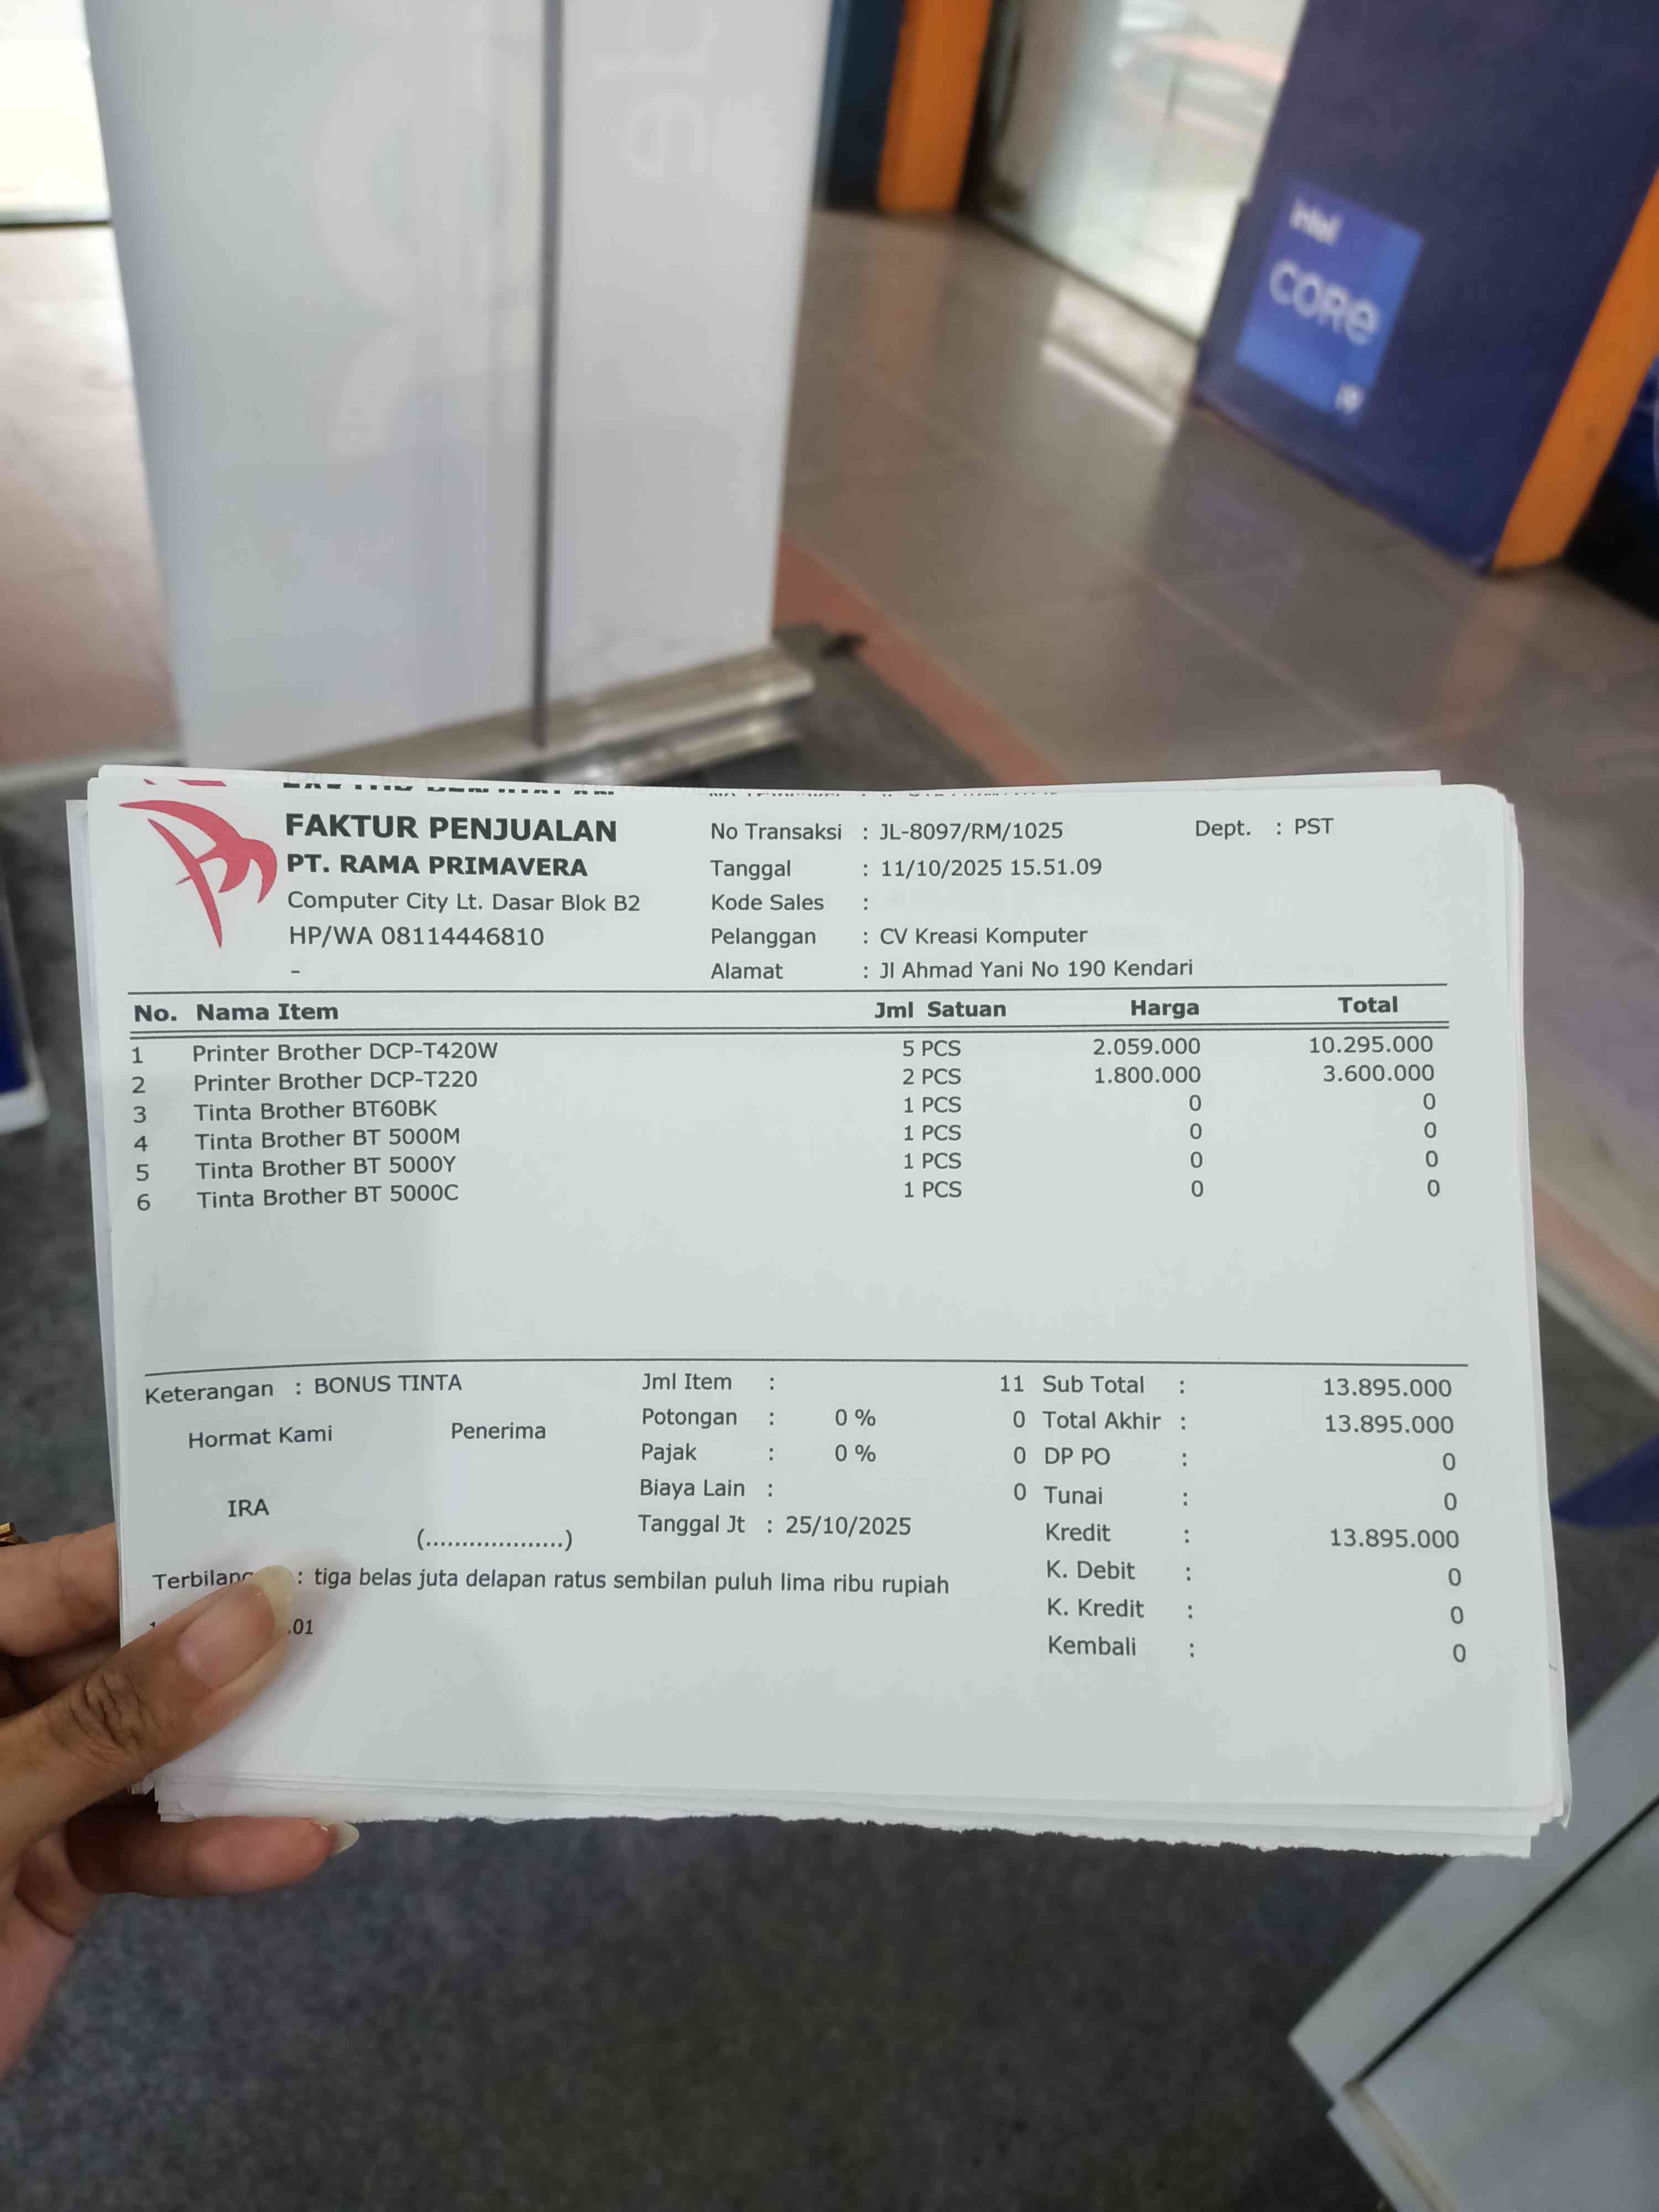 intel
CORE
i9
FAKTUR PENJUALAN
PT. RAMA PRIMAVERA
Computer City Lt. Dasar Blok B2
HP/WA 08114446810
-
No Transaksi : JL-8097/RM/1025 Dept. : PST
Tanggal : 11/10/2025 15.51.09
Kode Sales :
Pelanggan : CV Kreasi Komputer
Alamat : Jl Ahmad Yani No 190 Kendari
No. Nama Item Jml Satuan Harga Total
1 Printer Brother DCP-T420W 5 PCS 2.059.000 10.295.000
2 Printer Brother DCP-T220 2 PCS 1.800.000 3.600.000
3 Tinta Brother BT60BK 1 PCS 0 0
4 Tinta Brother BT 5000M 1 PCS 0 0
5 Tinta Brother BT 5000Y 1 PCS 0 0
6 Tinta Brother BT 5000C 1 PCS 0 0
Keterangan : BONUS TINTA
Hormat Kami Penerima
IRA
(...................)
Jml Item : 11
Potongan : 0 % 0
Pajak : 0 % 0
Biaya Lain : 0
Tanggal Jt : 25/10/2025
Sub Total : 13.895.000
Total Akhir : 13.895.000
DP PO : 0
Tunai : 0
Kredit : 13.895.000
K. Debit : 0
K. Kredit : 0
Kembali : 0
Terbilang : tiga belas juta delapan ratus sembilan puluh lima ribu rupiah
.01